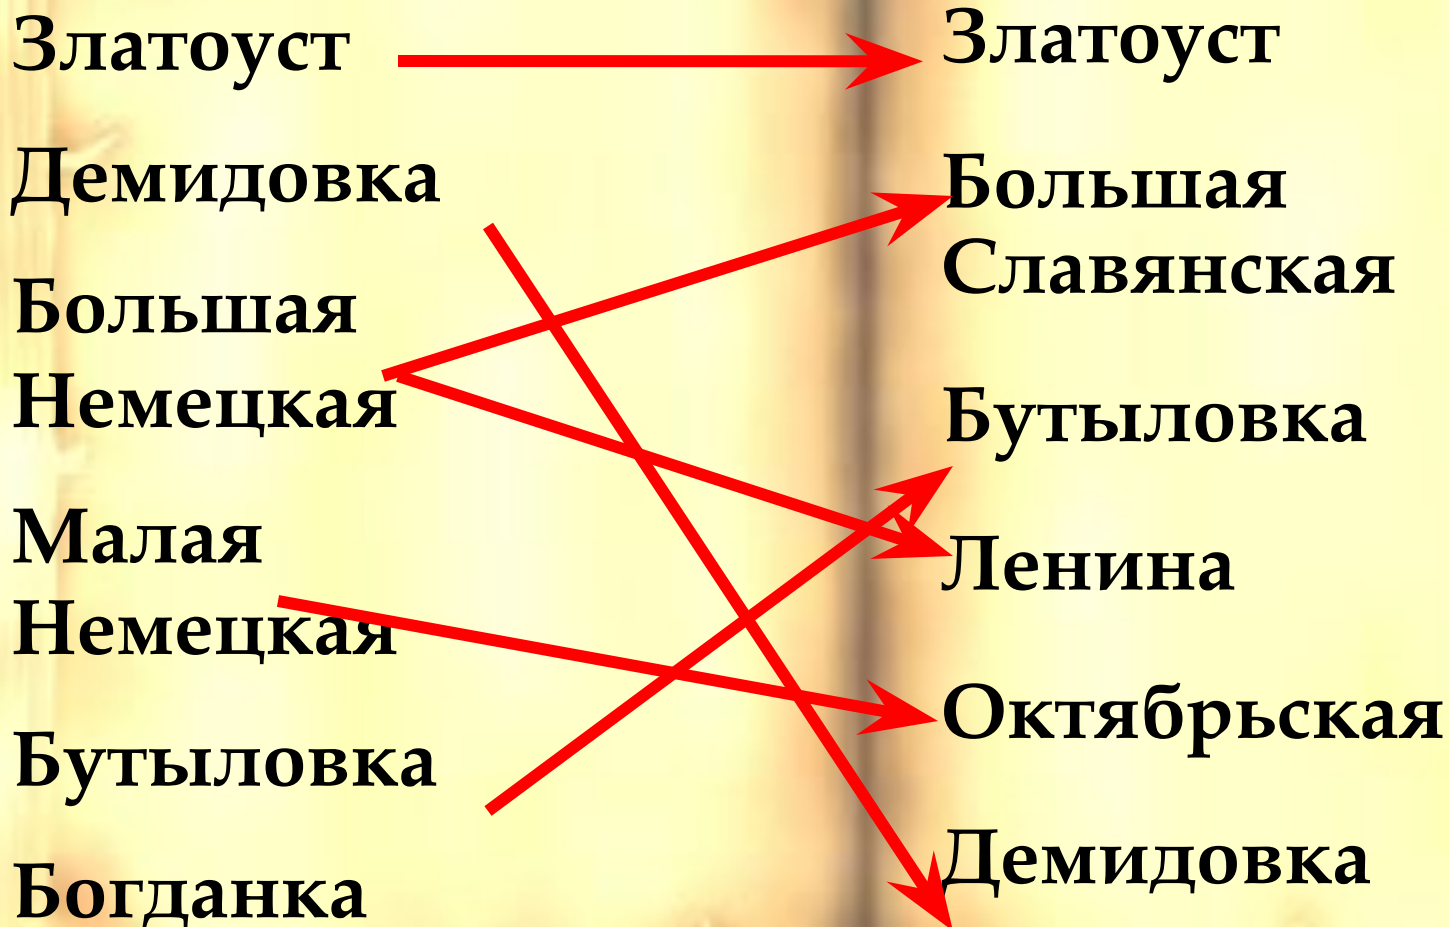 Златоуст
Демидовка
Большая
Немецкая
Малая
Немецкая
Бутыловка
Богданка
Златоуст
Большая
Славянская
Бутыловка
Ленина
Октябрьская
Демидовка